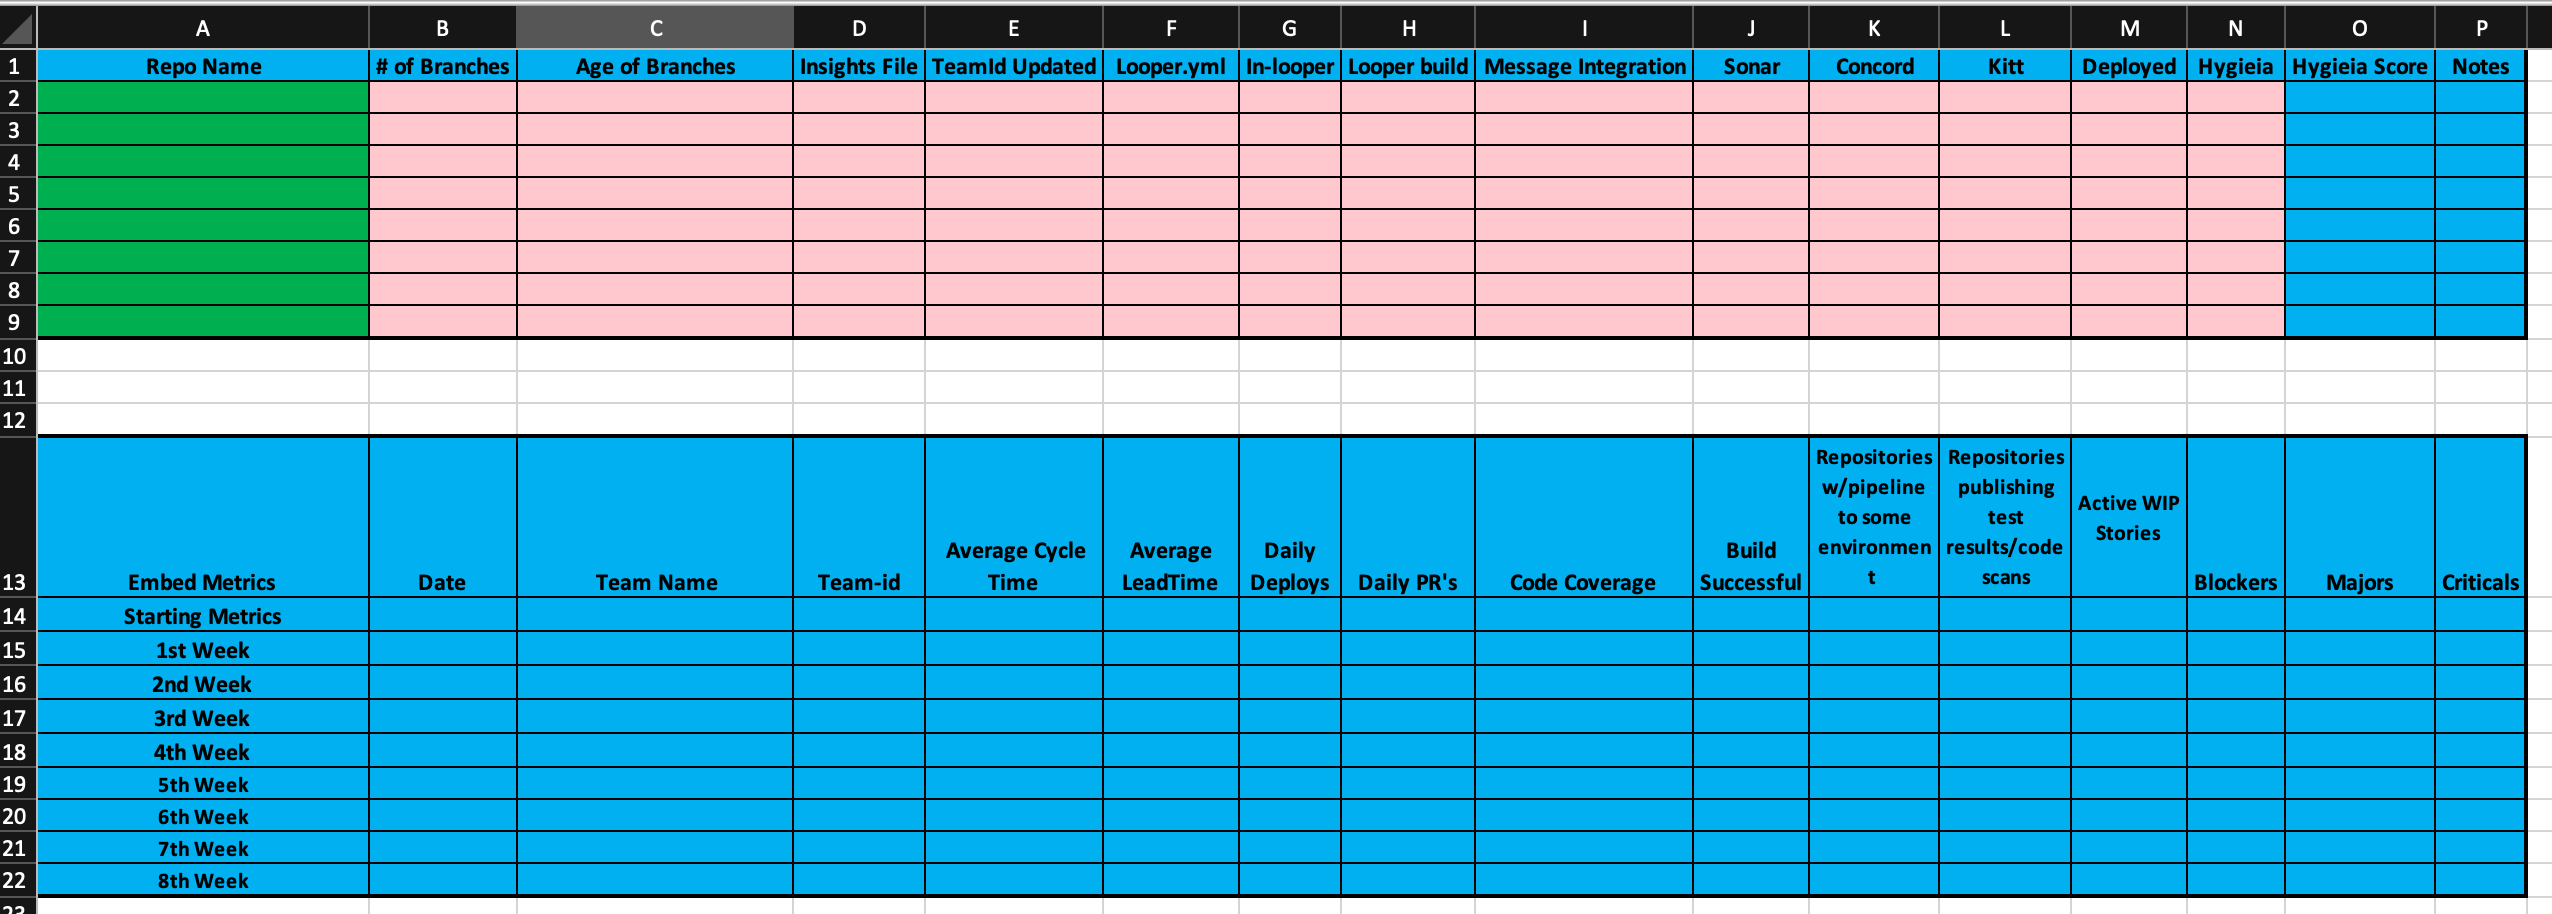 A B C D E F G H I J K L M N O P
1 Repo Name # of Branches Age of Branches Insights File TeamId Updated Looper.yml In-looper Looper build Message Integration Sonar Concord Kitt Deployed Hygieia Hygieia Score Notes
2
3
4
5
6
7
8
9
10
11
12
13 Embed Metrics Date Team Name Team-id Average Cycle Time Average LeadTime Daily Deploys Daily PR's Code Coverage Build Successful Repositories w/pipeline to some environment Repositories publishing test results/code scans Active WIP Stories Blockers Majors Criticals
14 Starting Metrics
15 1st Week
16 2nd Week
17 3rd Week
18 4th Week
19 5th Week
20 6th Week
21 7th Week
22 8th Week
23